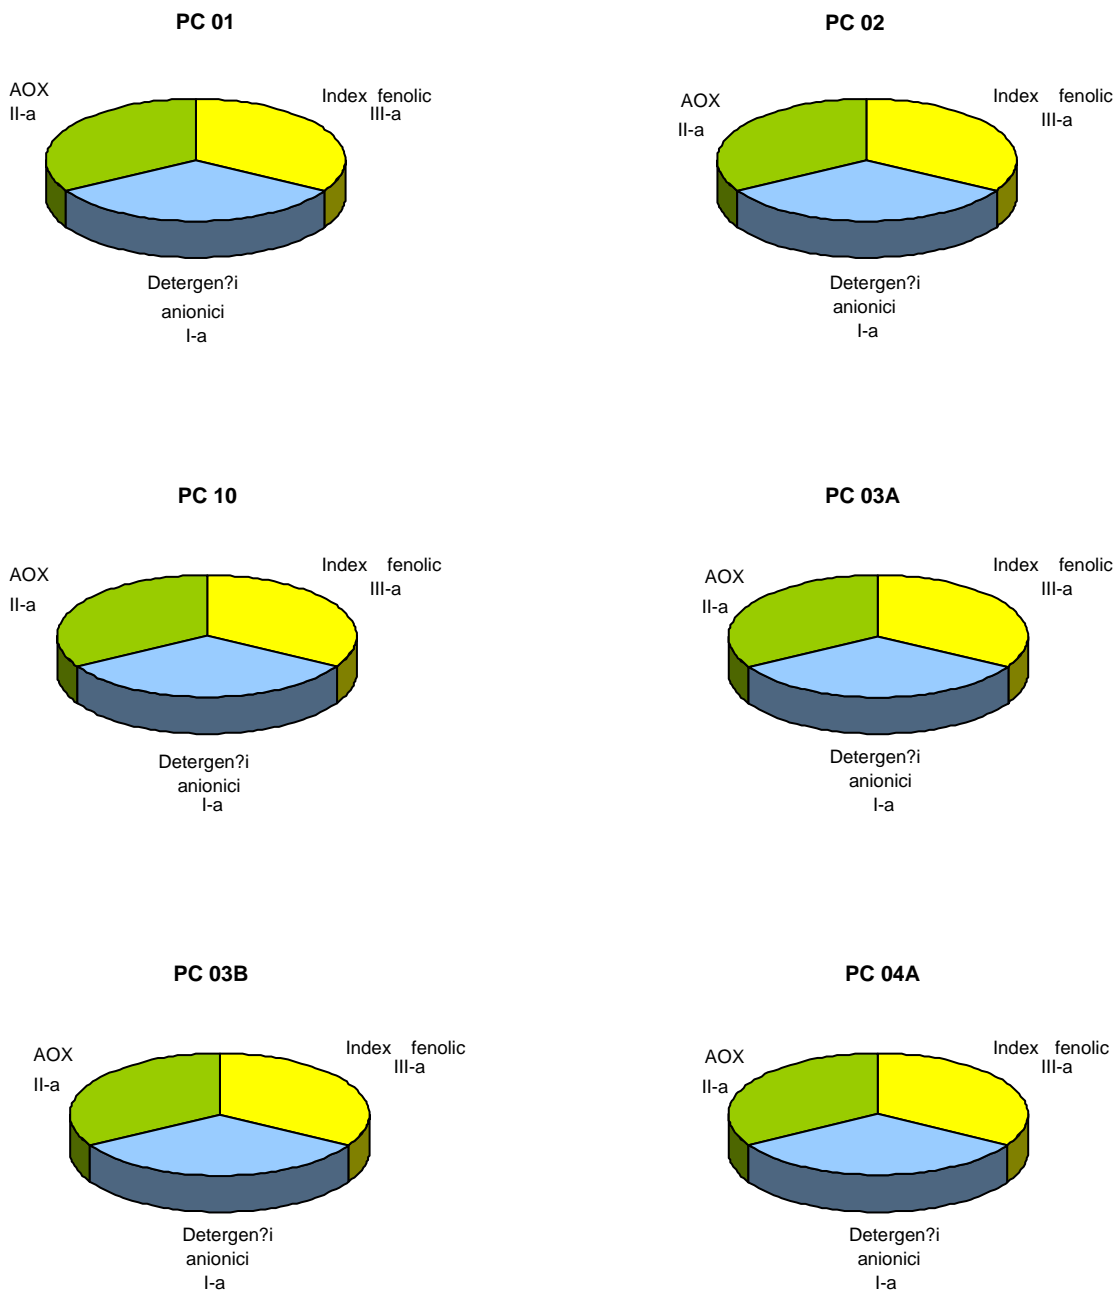 PC 01
AOX
II-a
Index fenolic
III-a
Detergen?i
anionici
I-a
PC 02
AOX
II-a
Index fenolic
III-a
Detergen?i
anionici
I-a
PC 10
AOX
II-a
Index fenolic
III-a
Detergen?i
anionici
I-a
PC 03A
AOX
II-a
Index fenolic
III-a
Detergen?i
anionici
I-a
PC 03B
AOX
II-a
Index fenolic
III-a
Detergen?i
anionici
I-a
PC 04A
AOX
II-a
Index fenolic
III-a
Detergen?i
anionici
I-a